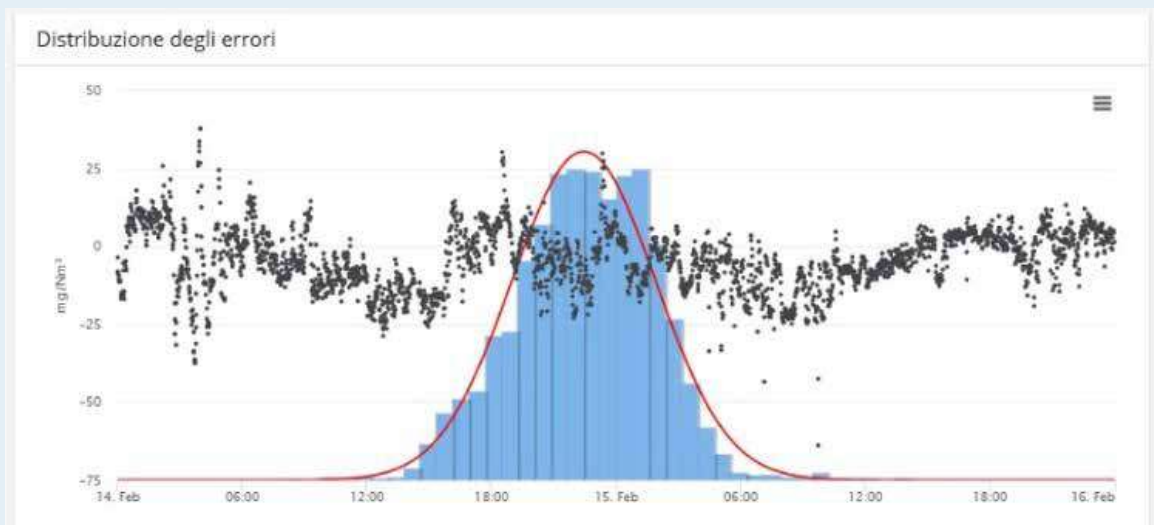 Distribuzione degli errori
50
25
0
-25
-50
-75
mg/Nm³
14. Feb
06:00
12:00
18:00
15. Feb
06:00
12:00
18:00
16. Feb